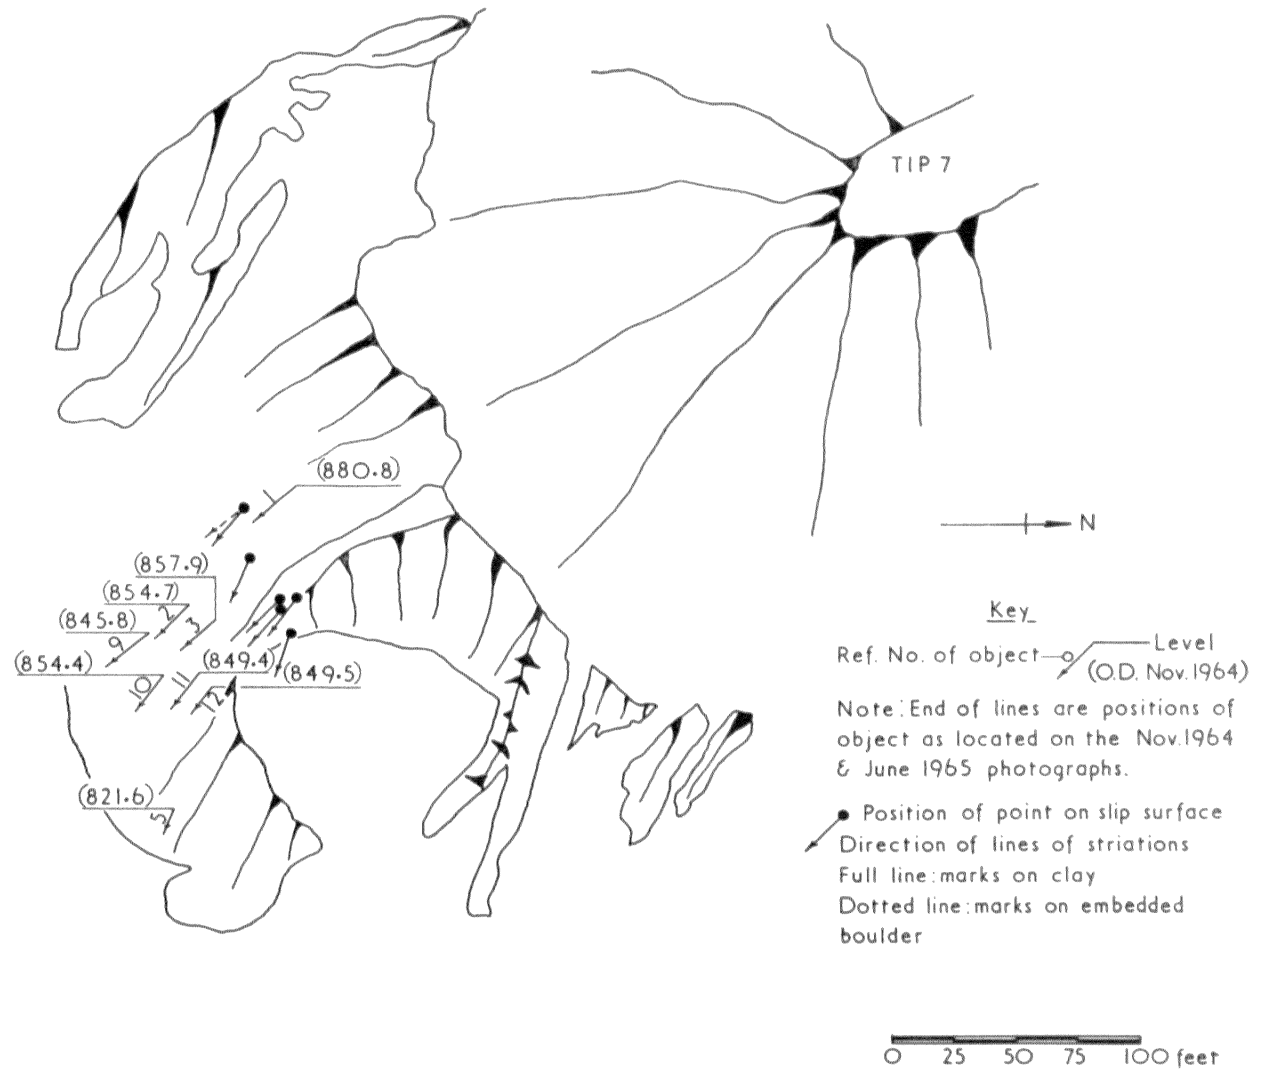 TIP 7
(880.8)
1
(857.9)
(854.7)
2
3
(845.8)
9
(854.4)
(849.4)
(849.5)
10
11
12
(821.6)
5
N
Key
Ref. No. of object
Level
(O.D. Nov. 1964)
Note: End of lines are positions of
object as located on the Nov. 1964
& June 1965 photographs.
Position of point on slip surface
Direction of lines of striations
Full line: marks on clay
Dotted line: marks on embedded
boulder
0 25 50 75 100 feet